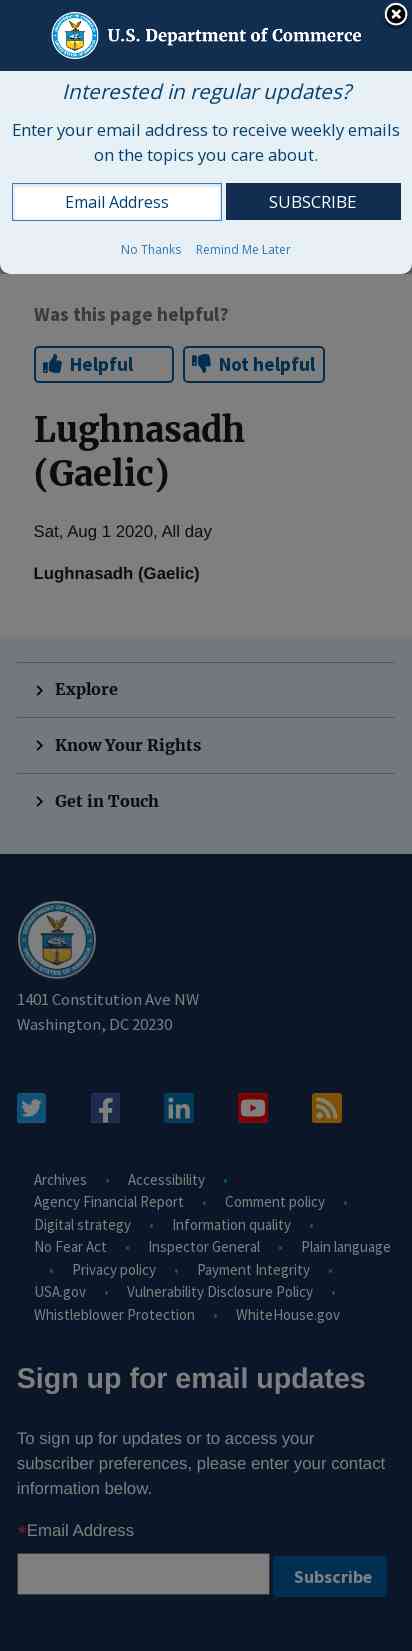 U.S. Department of Commerce
Interested in regular updates?
Enter your email address to receive weekly emails
on the topics you care about.
Email Address
SUBSCRIBE
No Thanks Remind Me Later
Was this page helpful?
Helpful Not helpful
Lughnasadh
(Gaelic)
Sat, Aug 1 2020, All day
Lughnasadh (Gaelic)
Explore
Know Your Rights
Get in Touch
1401 Constitution Ave NW
Washington, DC 20230
Archives • Accessibility •
Agency Financial Report • Comment policy •
Digital strategy • Information quality •
No Fear Act • Inspector General • Plain language
• Privacy policy • Payment Integrity •
USA.gov • Vulnerability Disclosure Policy •
Whistleblower Protection • WhiteHouse.gov
Sign up for email updates
To sign up for updates or to access your
subscriber preferences, please enter your contact
information below.
*Email Address
Subscribe